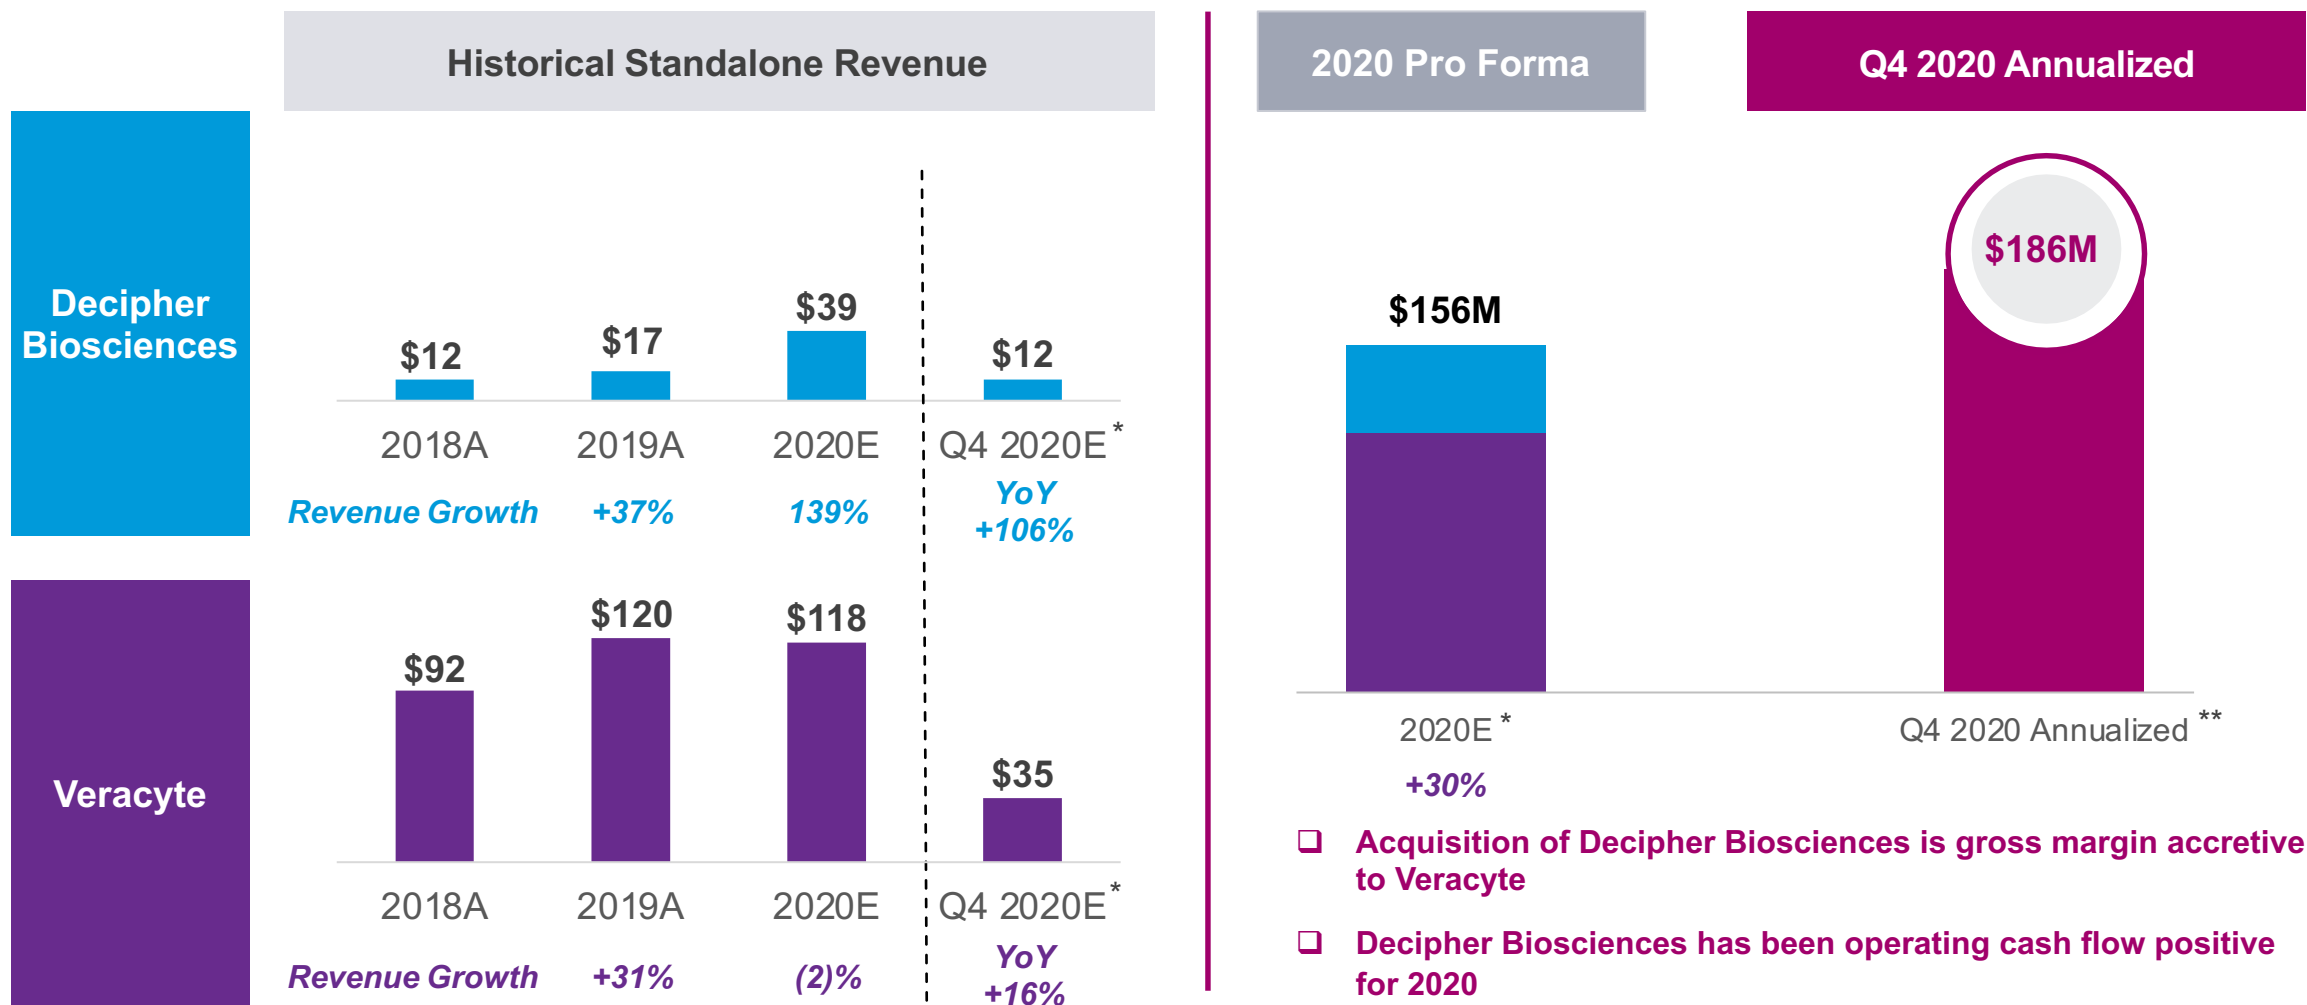 Historical Standalone Revenue
2020 Pro Forma
Q4 2020 Annualized
Decipher
Biosciences
$12
$17
$39
$12
2018A
2019A
2020E
Q4 2020E*
Revenue Growth
+37%
139%
YoY
+106%
Veracyte
$92
$120
$118
$35
2018A
2019A
2020E
Q4 2020E*
Revenue Growth
+31%
(2)%
YoY
+16%
$156M
$186M
2020E *
Q4 2020 Annualized **
+30%
❑ Acquisition of Decipher Biosciences is gross margin accretive
to Veracyte
❑ Decipher Biosciences has been operating cash flow positive
for 2020